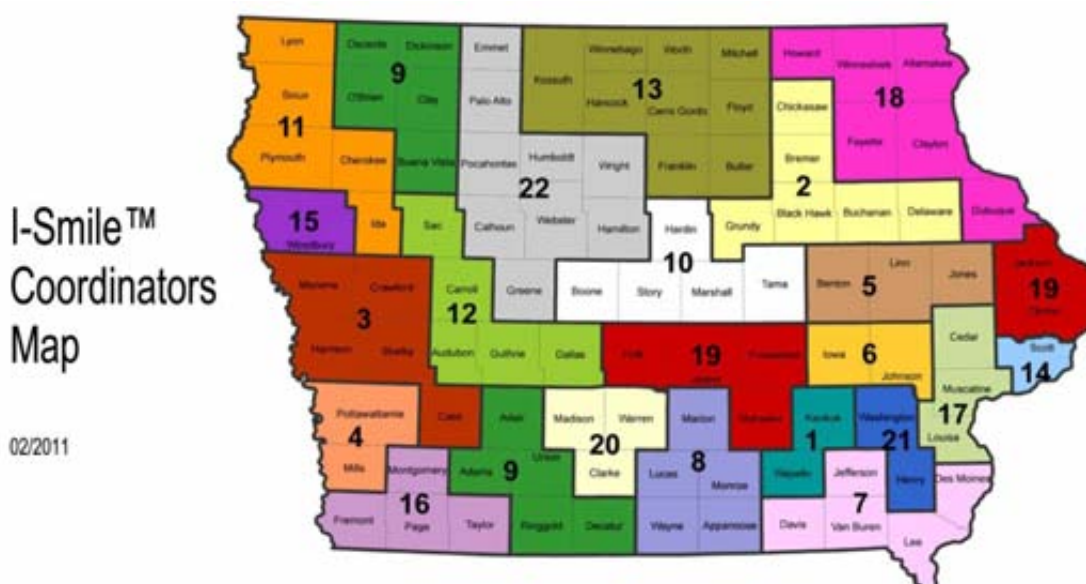 I-Smile™
Coordinators
Map
02/2011
Lyon
Osceola Dickinson
Emmet
Winnebago Worth
Mitchell
Howard
Winneshiek Allamakee
9
Kossuth
13
Sioux
O'Brien Clay
Palo Alto
Hancock Cerro Gordo Floyd
Chickasaw
18
11
Plymouth Cherokee
Buena Vista
Pocahontas Humboldt Wright
Franklin Butler
Bremer
Fayette Clayton
22
2
15
Woodbury
Ida
Sac
Calhoun Webster Hamilton
Hardin
Grundy Black Hawk Buchanan Delaware Dubuque
10
Monona Crawford
Carroll
Greene Boone Story Marshall Tama
Benton Linn Jones
5
Jackson
19
Clinton
3
12
Harrison Shelby
Audubon Guthrie Dallas
Polk
19
Poweshiek
Iowa
6
Johnson
Cedar
Scott
14
Muscatine
Pottawattamie
Cass
Adair
Madison Warren
Marion
Mahaska
Keokuk
Washington
17
Louisa
4
20
1
21
Mills
Montgomery
Adams
9
Union
Clarke
Lucas
8
Monroe
Wapello
Jefferson
Henry
Des Moines
16
7
Fremont
Page
Taylor
Ringgold
Decatur
Wayne
Appanoose
Davis
Van Buren
Lee